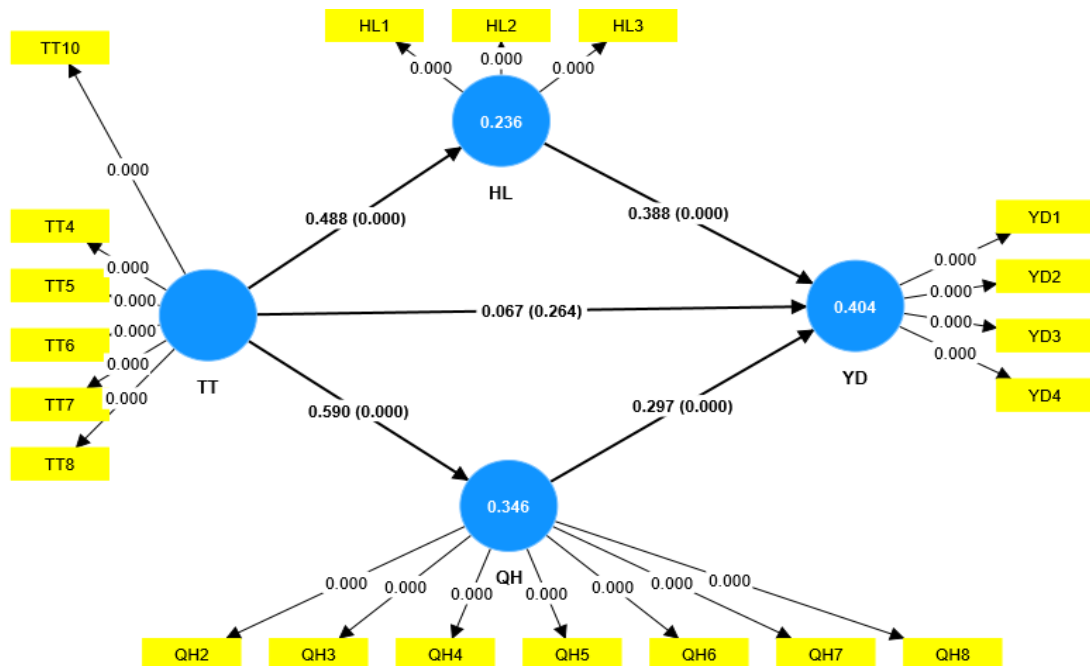 HL1
HL2
HL3
TT10
0.000
0.000
0.000
0.236
HL
0.000
0.488 (0.000)
0.388 (0.000)
TT4
0.000
TT5
0.000
TT6
0.000
TT7
0.000
TT8
0.000
TT
0.067 (0.264)
0.404
YD
0.000
YD1
0.000
YD2
0.000
YD3
0.000
YD4
0.590 (0.000)
0.297 (0.000)
0.346
QH
0.000
0.000
0.000
0.000
0.000
0.000
0.000
QH2
QH3
QH4
QH5
QH6
QH7
QH8